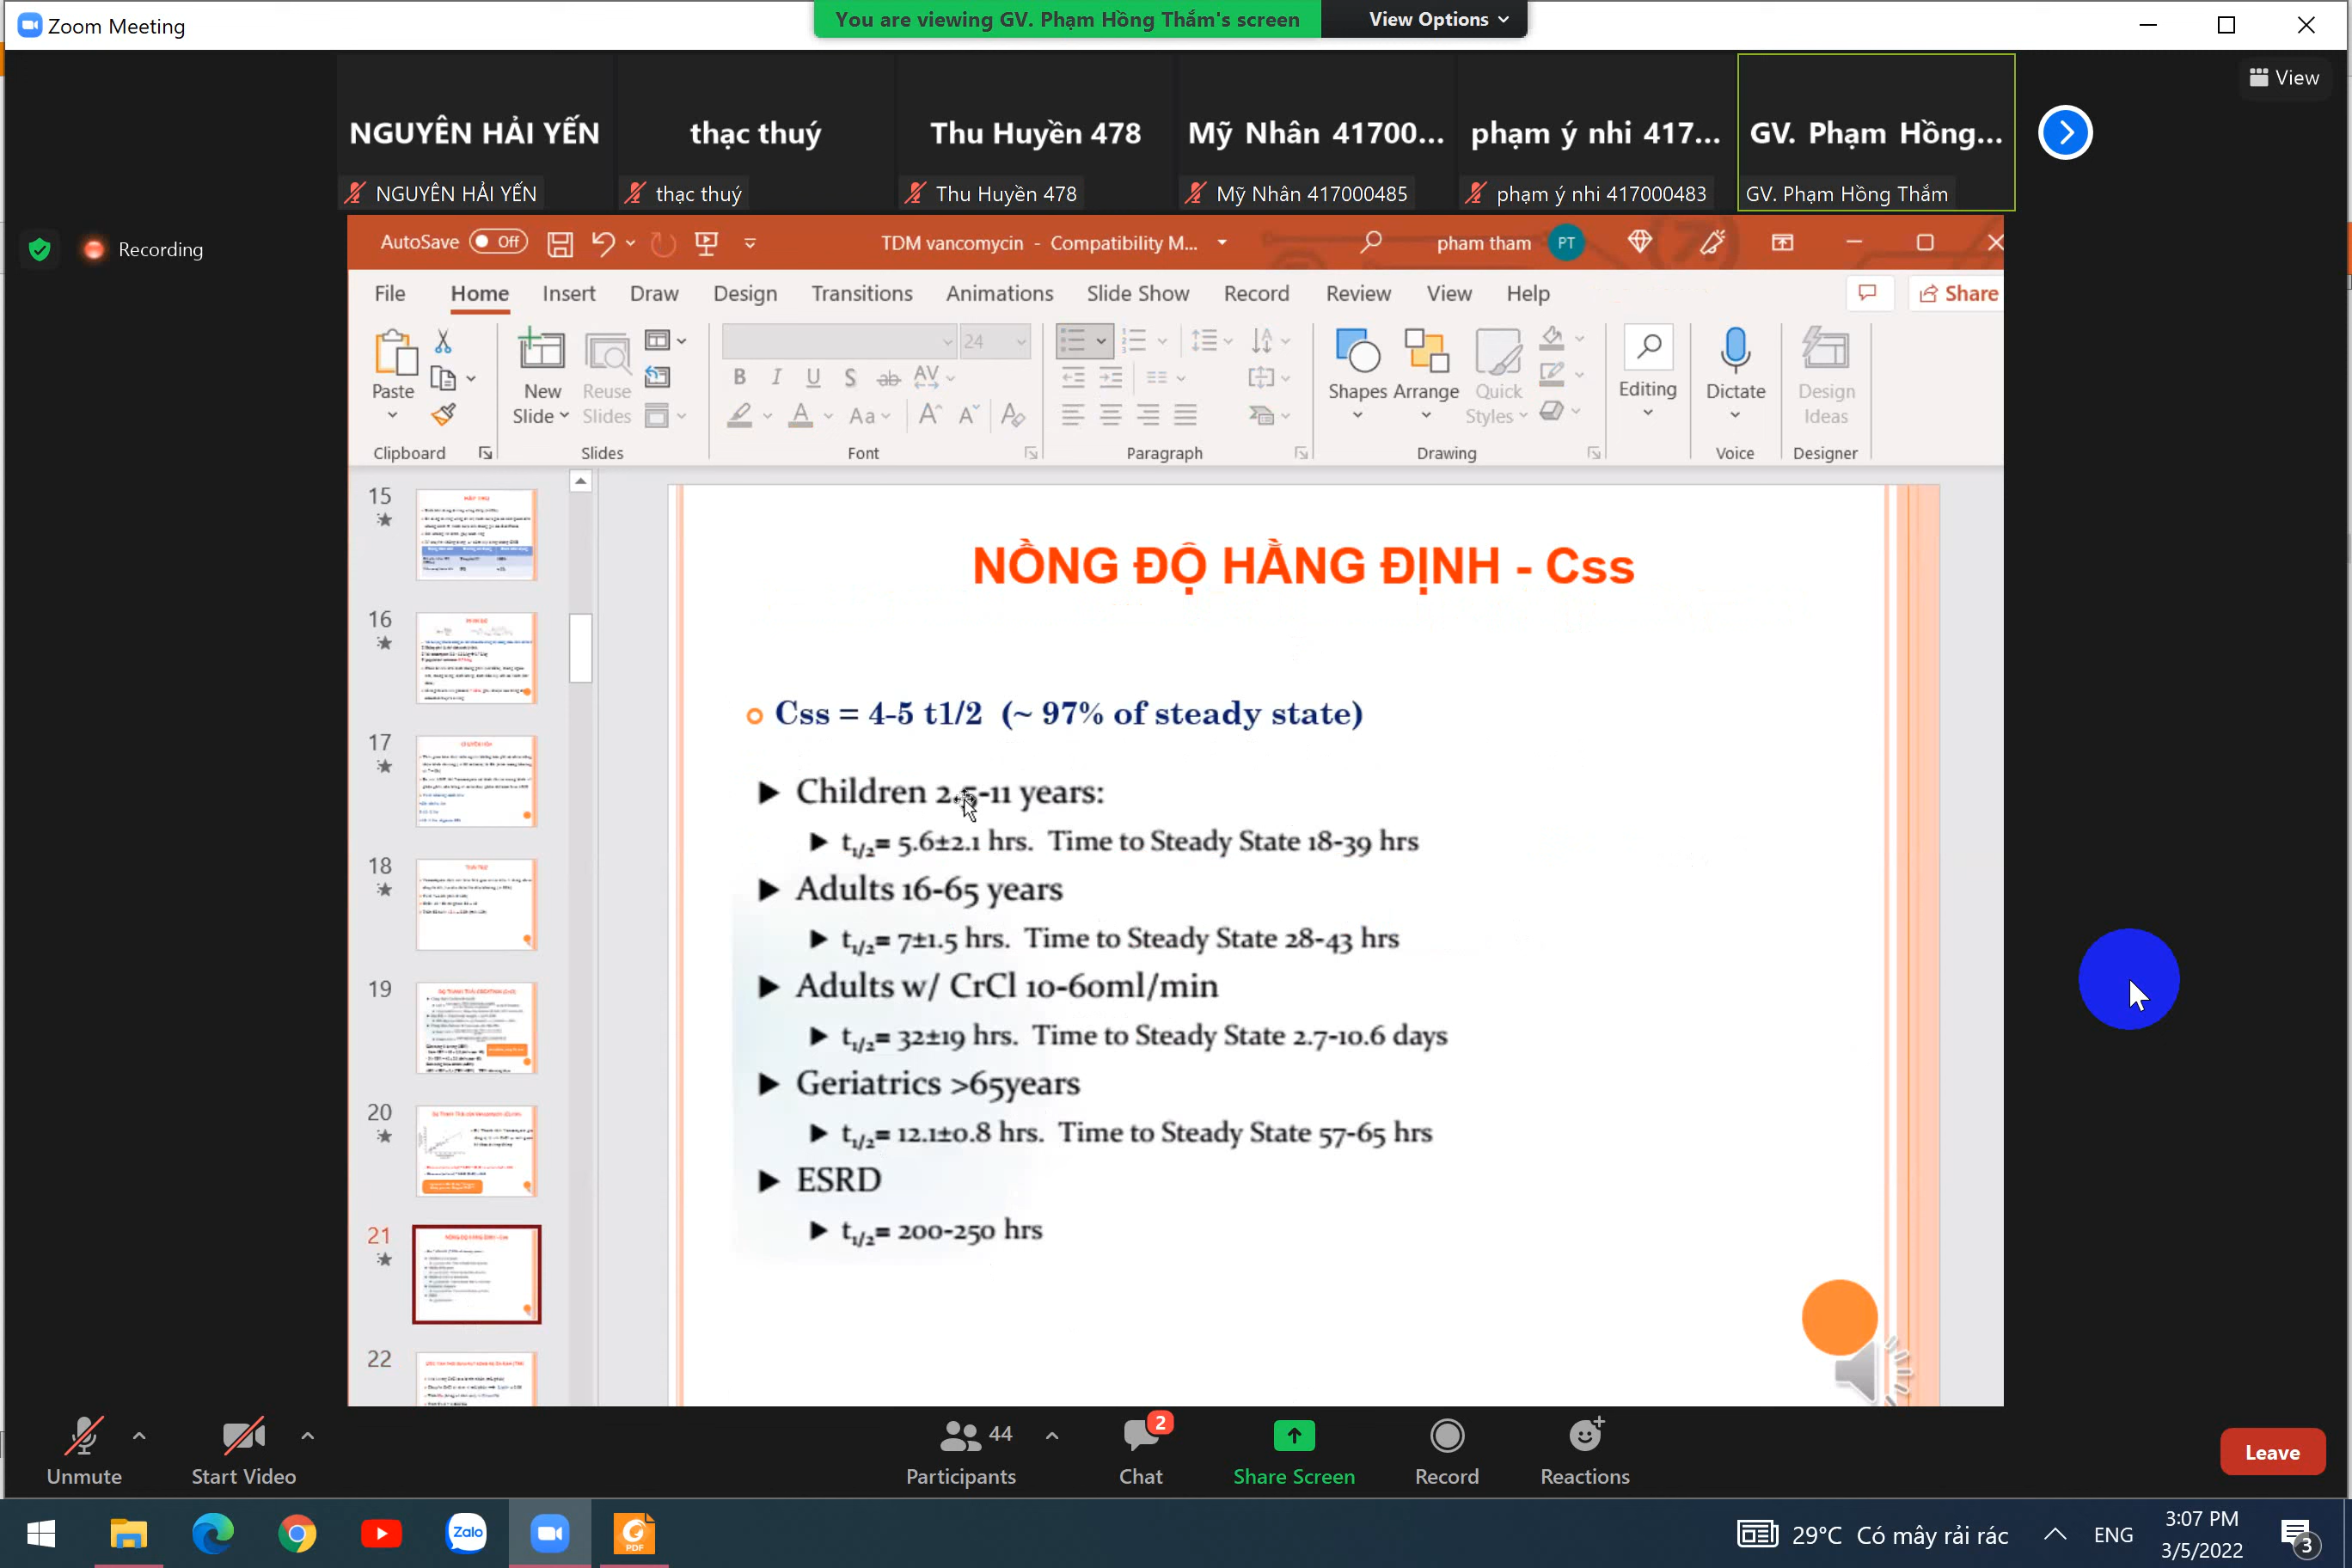 Zoom Meeting
You are viewing GV. Phạm Hồng Thắm's screen
View Options
View
NGUYÊN HẢI YẾN
thạc thuý
Thu Huyền 478
Mỹ Nhân 41700...
phạm ý nhi 417...
GV. Phạm Hồng...
NGUYÊN HẢI YẾN
thạc thuý
Thu Huyền 478
Mỹ Nhân 417000485
phạm ý nhi 417000483
GV. Phạm Hồng Thắm
Recording
AutoSave Off
TDM vancomycin - Compatibility M...
pham tham PT
File Home Insert Draw Design Transitions Animations Slide Show Record Review View Help
Share
24
Paste
New Slide
Reuse Slides
Shapes
Arrange
Quick Styles
Editing
Dictate
Design Ideas
Clipboard
Slides
Font
Paragraph
Drawing
Voice
Designer
15
16
17
18
19
20
21
22
NỒNG ĐỘ HẰNG ĐỊNH - Css
Css = 4-5 t1/2 (~ 97% of steady state)
Children 2.5-11 years:
t1/2= 5.6±2.1 hrs. Time to Steady State 18-39 hrs
Adults 16-65 years
t1/2= 7±1.5 hrs. Time to Steady State 28-43 hrs
Adults w/ CrCl 10-60ml/min
t1/2= 32±19 hrs. Time to Steady State 2.7-10.6 days
Geriatrics >65years
t1/2= 12.1±0.8 hrs. Time to Steady State 57-65 hrs
ESRD
t1/2= 200-250 hrs
Unmute
Start Video
44
Participants
2
Chat
Share Screen
Record
Reactions
Leave
Zalo
PDF
29°C Có mây rải rác
ENG
3:07 PM
3/5/2022
3